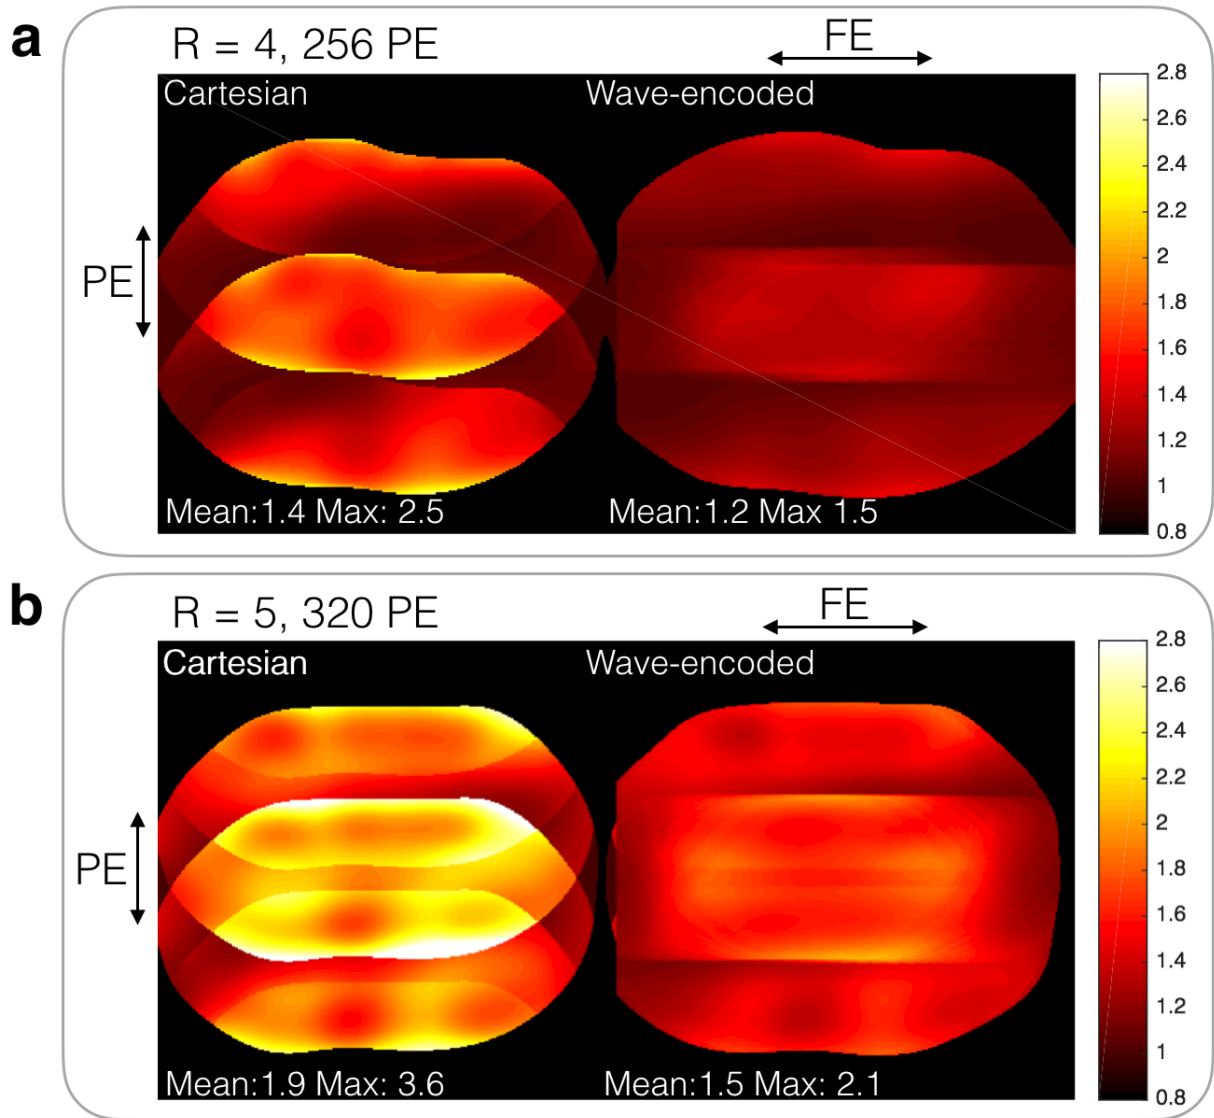 a
R = 4, 256 PE
FE
Cartesian
Wave-encoded
PE
Mean:1.4 Max: 2.5
Mean:1.2 Max 1.5
2.8
2.6
2.4
2.2
2
1.8
1.6
1.4
1.2
1
0.8
b
R = 5, 320 PE
FE
Cartesian
Wave-encoded
PE
Mean:1.9 Max: 3.6
Mean:1.5 Max: 2.1
2.8
2.6
2.4
2.2
2
1.8
1.6
1.4
1.2
1
0.8